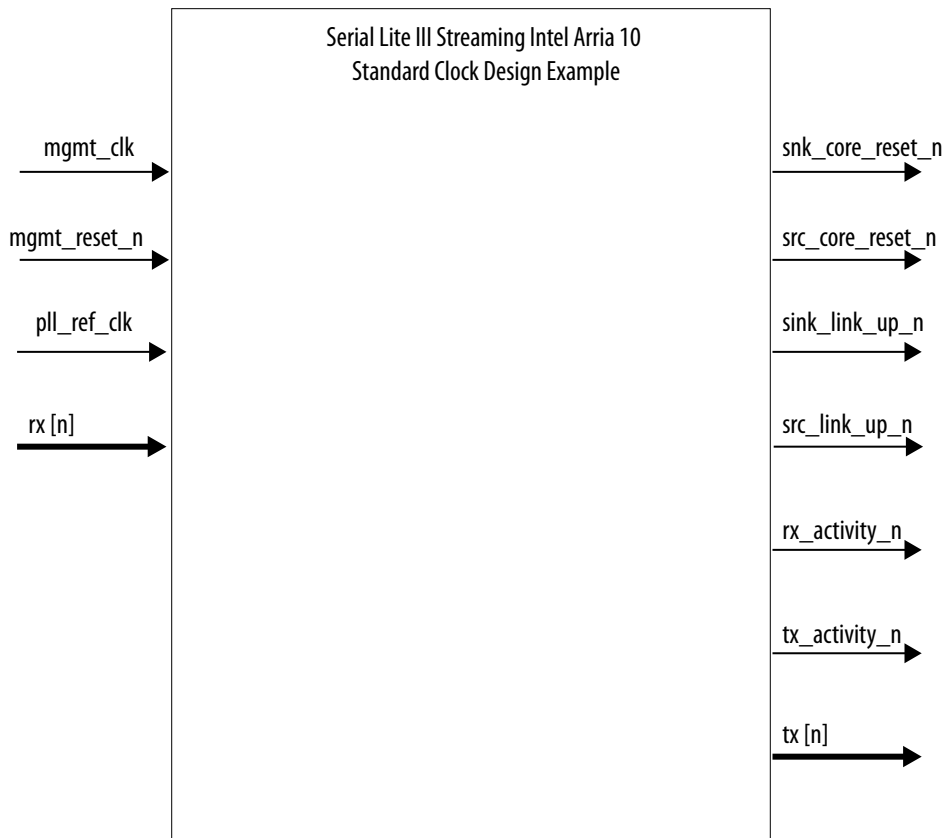 Serial Lite III Streaming Intel Arria 10
Standard Clock Design Example
mgmt_clk
mgmt_reset_n
pll_ref_clk
rx [n]
snk_core_reset_n
src_core_reset_n
sink_link_up_n
src_link_up_n
rx_activity_n
tx_activity_n
tx [n]